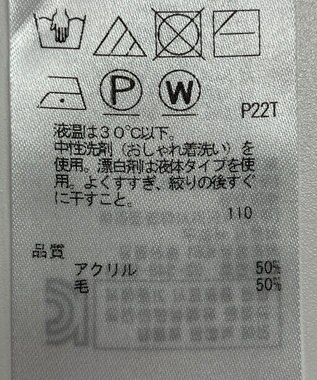 P
W
P22T
液温は30℃以下。
中性洗剤（おしゃれ着洗い）を
使用。漂白剤は液体タイプを使
用。よくすすぎ、絞りの後すぐ
に干すこと。
110
品質
アクリル 50%
毛 50%